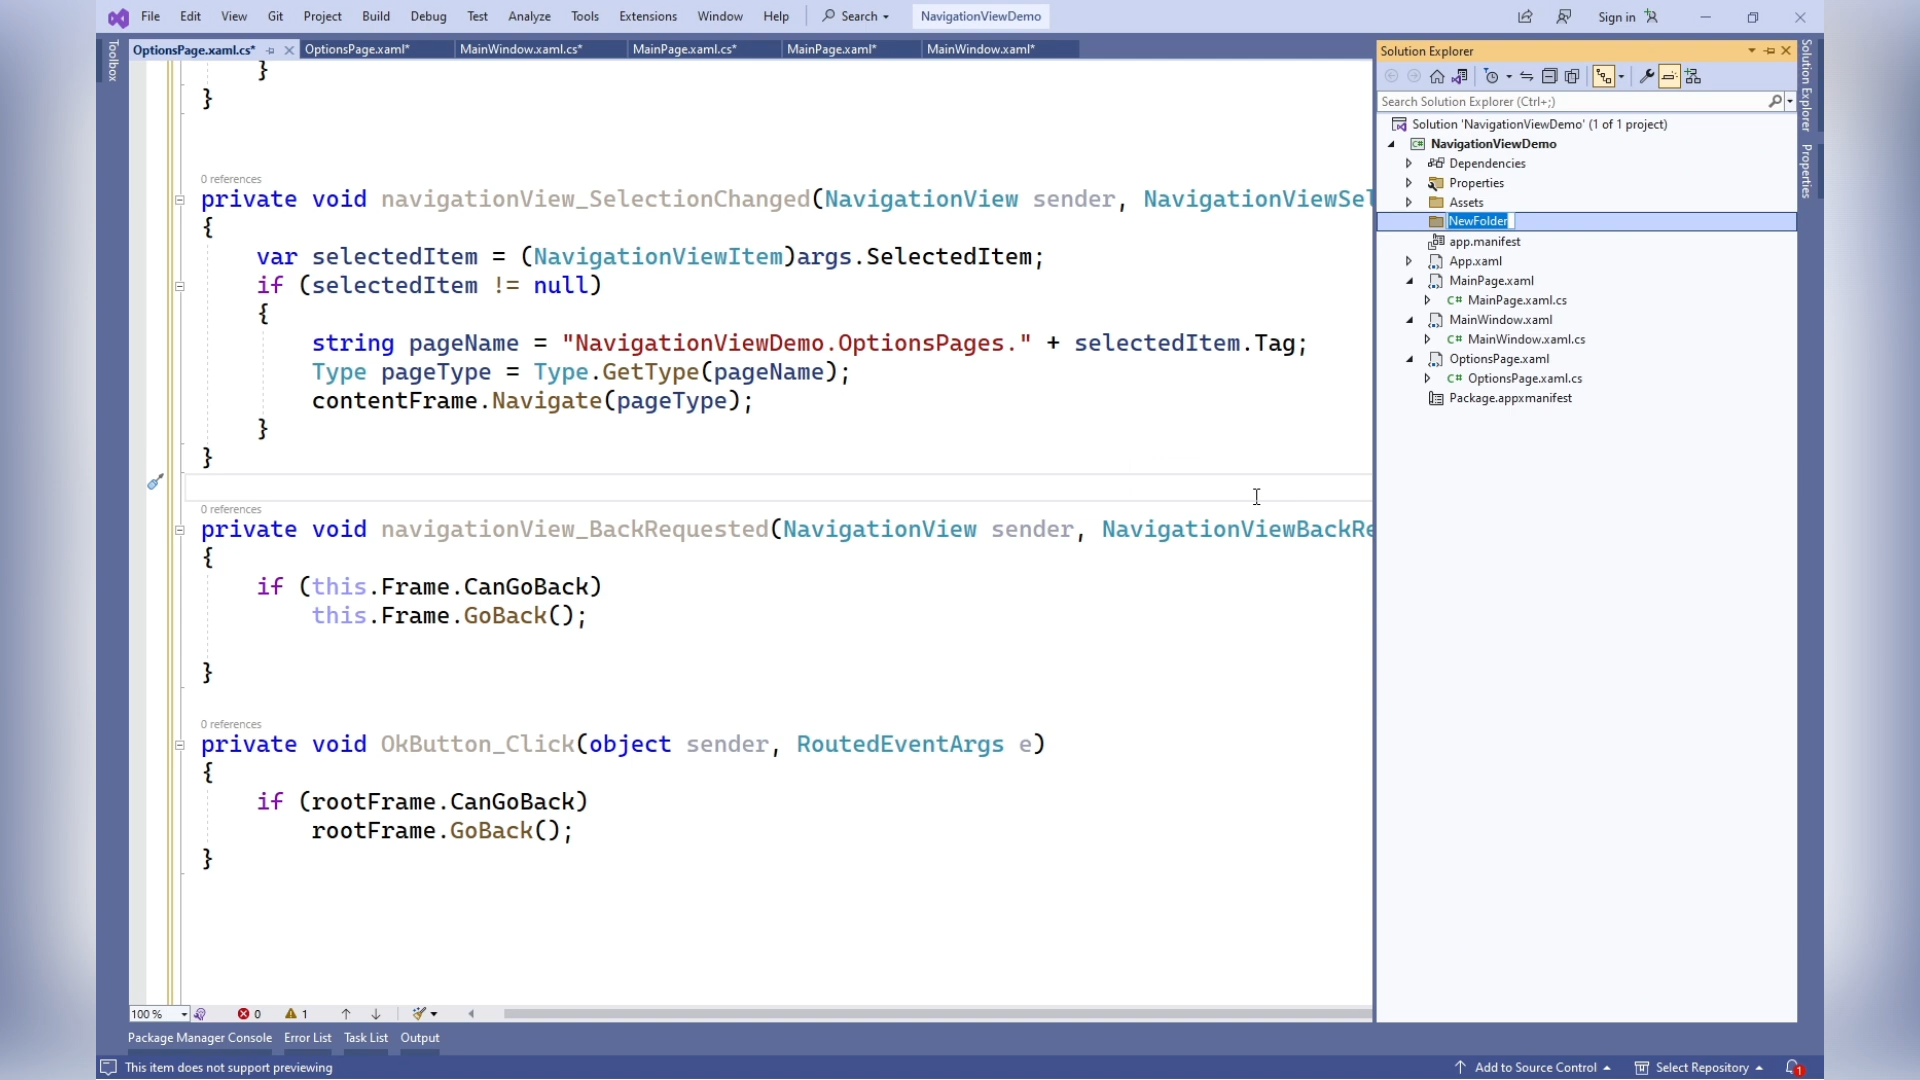 File Edit View Git Project Build Debug Test Analyze Tools Extensions Window Help Search NavigationViewDemo Sign in
OptionsPage.xaml.cs* OptionsPage.xaml* MainWindow.xaml.cs* MainPage.xaml.cs* MainPage.xaml* MainWindow.xaml*
Toolbox
}
}
0 references
private void navigationView_SelectionChanged(NavigationView sender, NavigationViewSel
{
var selectedItem = (NavigationViewItem)args.SelectedItem;
if (selectedItem != null)
{
string pageName = "NavigationViewDemo.OptionsPages." + selectedItem.Tag;
Type pageType = Type.GetType(pageName);
contentFrame.Navigate(pageType);
}
}
0 references
private void navigationView_BackRequested(NavigationView sender, NavigationViewBackRe
{
if (this.Frame.CanGoBack)
this.Frame.GoBack();
}
0 references
private void OkButton_Click(object sender, RoutedEventArgs e)
{
if (rootFrame.CanGoBack)
rootFrame.GoBack();
}
100 % 0 1
Solution Explorer
Search Solution Explorer (Ctrl+;)
Solution 'NavigationViewDemo' (1 of 1 project)
C# NavigationViewDemo
Dependencies
Properties
Assets
NewFolder
app.manifest
App.xaml
MainPage.xaml
C# MainPage.xaml.cs
MainWindow.xaml
C# MainWindow.xaml.cs
OptionsPage.xaml
C# OptionsPage.xaml.cs
Package.appxmanifest
Solution Explorer
Properties
Package Manager Console Error List Task List Output
This item does not support previewing Add to Source Control Select Repository 1